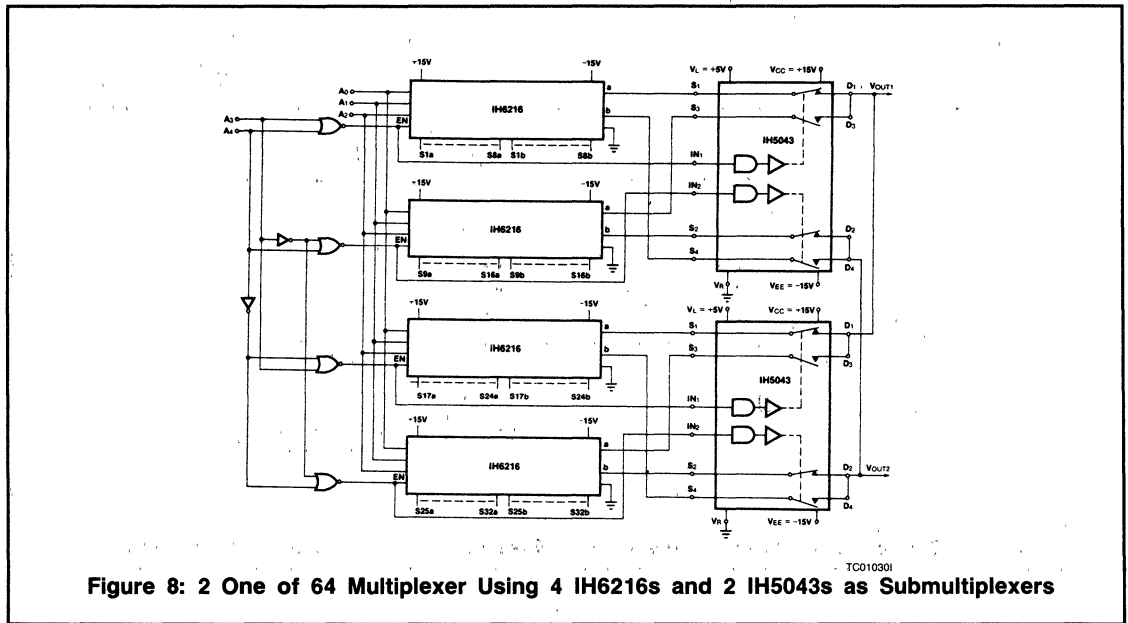 +15V -15V VL = +5V VCC = +15V
A0 a S1 D1 VOUT1
A1 IH6216 b S3 D3
A2
A3
A4 EN
S1a S8a S1b S8b IN1 IH5043
+15V -15V IN2
a
IH6216 b S2 D2
EN S4 D4
S9a S16a S9b S16b
VR VEE = -15V
+15V -15V VL = +5V VCC = +15V
a S1 D1
IH6216 b S3 D3
EN IH5043
S17a S24a S17b S24b IN1
+15V -15V IN2
a
IH6216 b S2 D2 VOUT2
EN S4 D4
S25a S32a S25b S32b
VR VEE = -15V
TC01030I
Figure 8: 2 One of 64 Multiplexer Using 4 IH6216s and 2 IH5043s as Submultiplexers